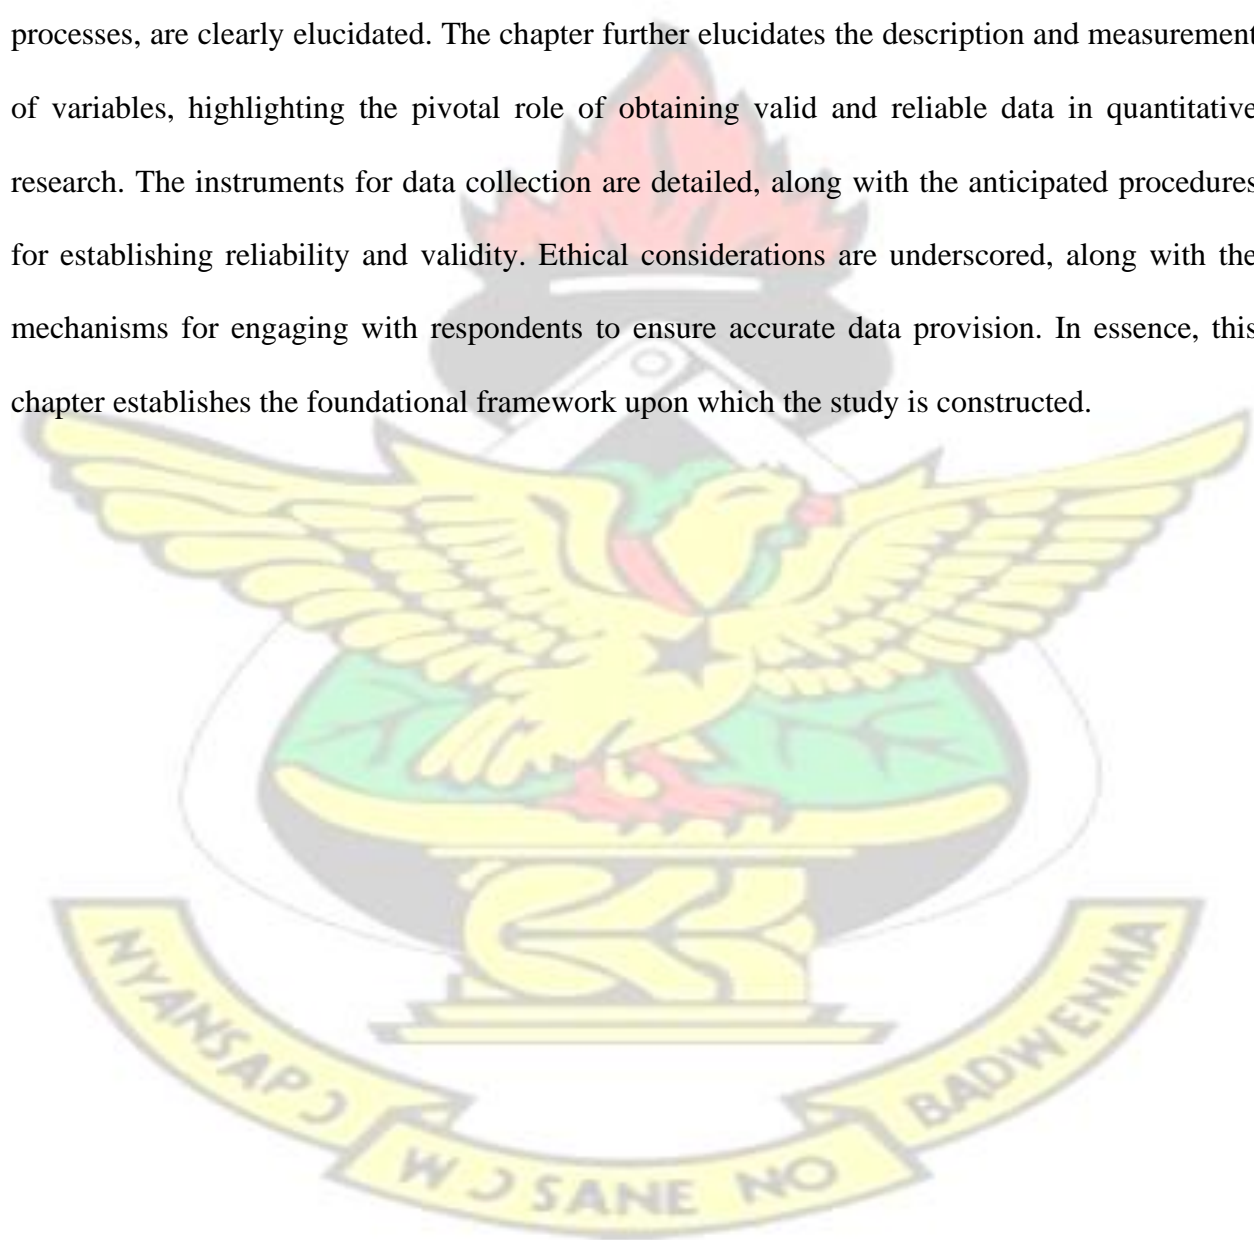 processes, are clearly elucidated. The chapter further elucidates the description and measurement
of variables, highlighting the pivotal role of obtaining valid and reliable data in quantitative
research. The instruments for data collection are detailed, along with the anticipated procedures
for establishing reliability and validity. Ethical considerations are underscored, along with the
mechanisms for engaging with respondents to ensure accurate data provision. In essence, this
chapter establishes the foundational framework upon which the study is constructed.
NYANSAPƆ
WƆSANE NO
BADWENMA